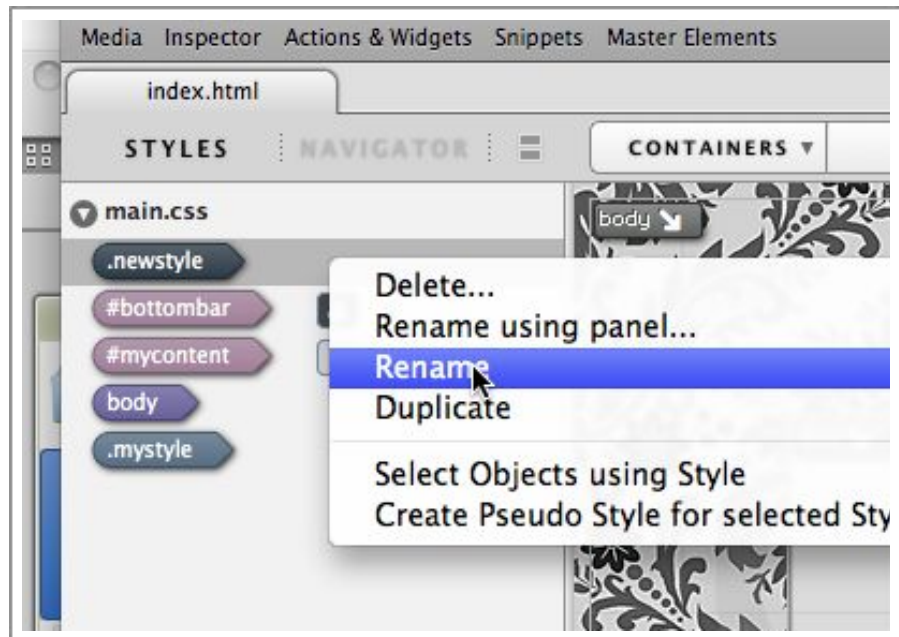 Media Inspector Actions & Widgets Snippets Master Elements
index.html
STYLES NAVIGATOR CONTAINERS
main.css
body
.newstyle
#bottombar
#mycontent
body
.mystyle
Delete...
Rename using panel...
Rename
Duplicate
Select Objects using Style
Create Pseudo Style for selected Sty